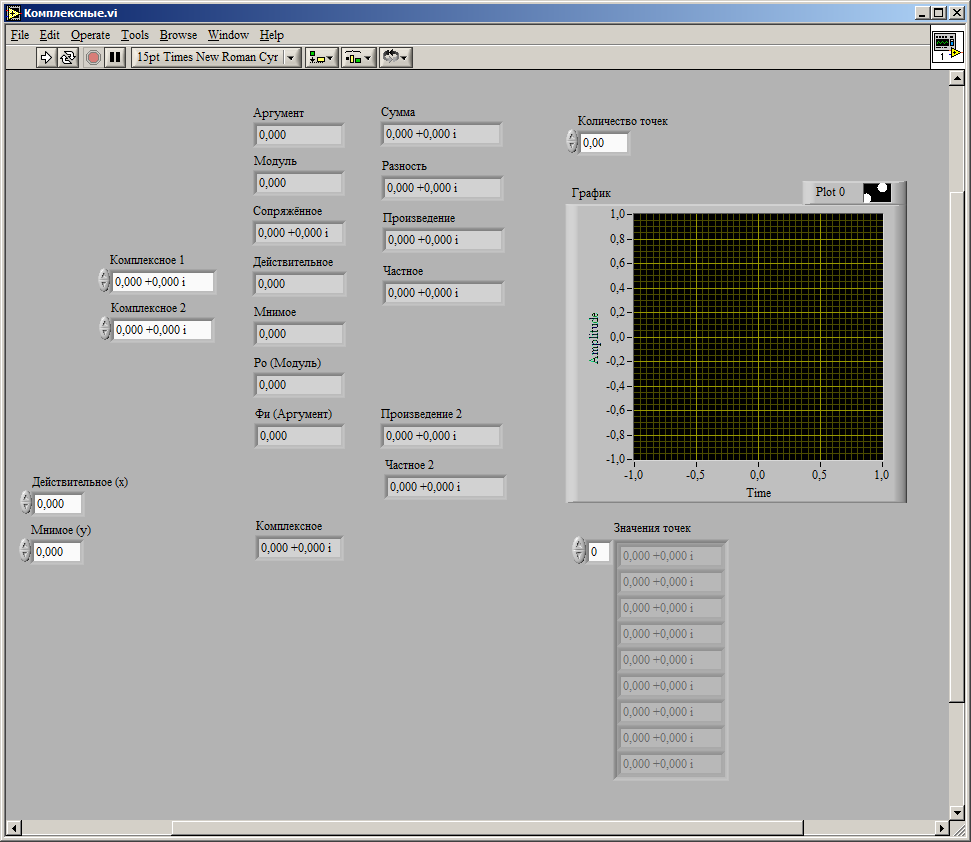 Комплексные.vi
File Edit Operate Tools Browse Window Help
15pt Times New Roman Cyr
1
Аргумент
0,000
Модуль
0,000
Сопряжённое
0,000 +0,000 i
Действительное
0,000
Мнимое
0,000
Ро (Модуль)
0,000
Фи (Аргумент)
0,000
Сумма
0,000 +0,000 i
Разность
0,000 +0,000 i
Произведение
0,000 +0,000 i
Частное
0,000 +0,000 i
Произведение 2
0,000 +0,000 i
Частное 2
0,000 +0,000 i
Комплексное 1
0,000 +0,000 i
Комплексное 2
0,000 +0,000 i
Действительное (x)
0,000
Мнимое (y)
0,000
Комплексное
0,000 +0,000 i
Количество точек
0,00
График
Plot 0
1,0
0,8
0,6
0,4
0,2
0,0
-0,2
-0,4
-0,6
-0,8
-1,0
Amplitude
-1,0 -0,5 0,0 0,5 1,0
Time
Значения точек
0
0,000 +0,000 i
0,000 +0,000 i
0,000 +0,000 i
0,000 +0,000 i
0,000 +0,000 i
0,000 +0,000 i
0,000 +0,000 i
0,000 +0,000 i
0,000 +0,000 i